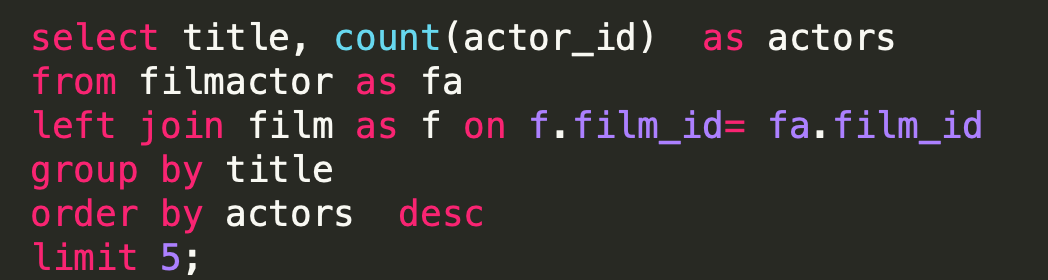 select title, count(actor_id)  as actors
from filmactor as fa
left join film as f on f.film_id= fa.film_id
group by title
order by actors  desc
limit 5;